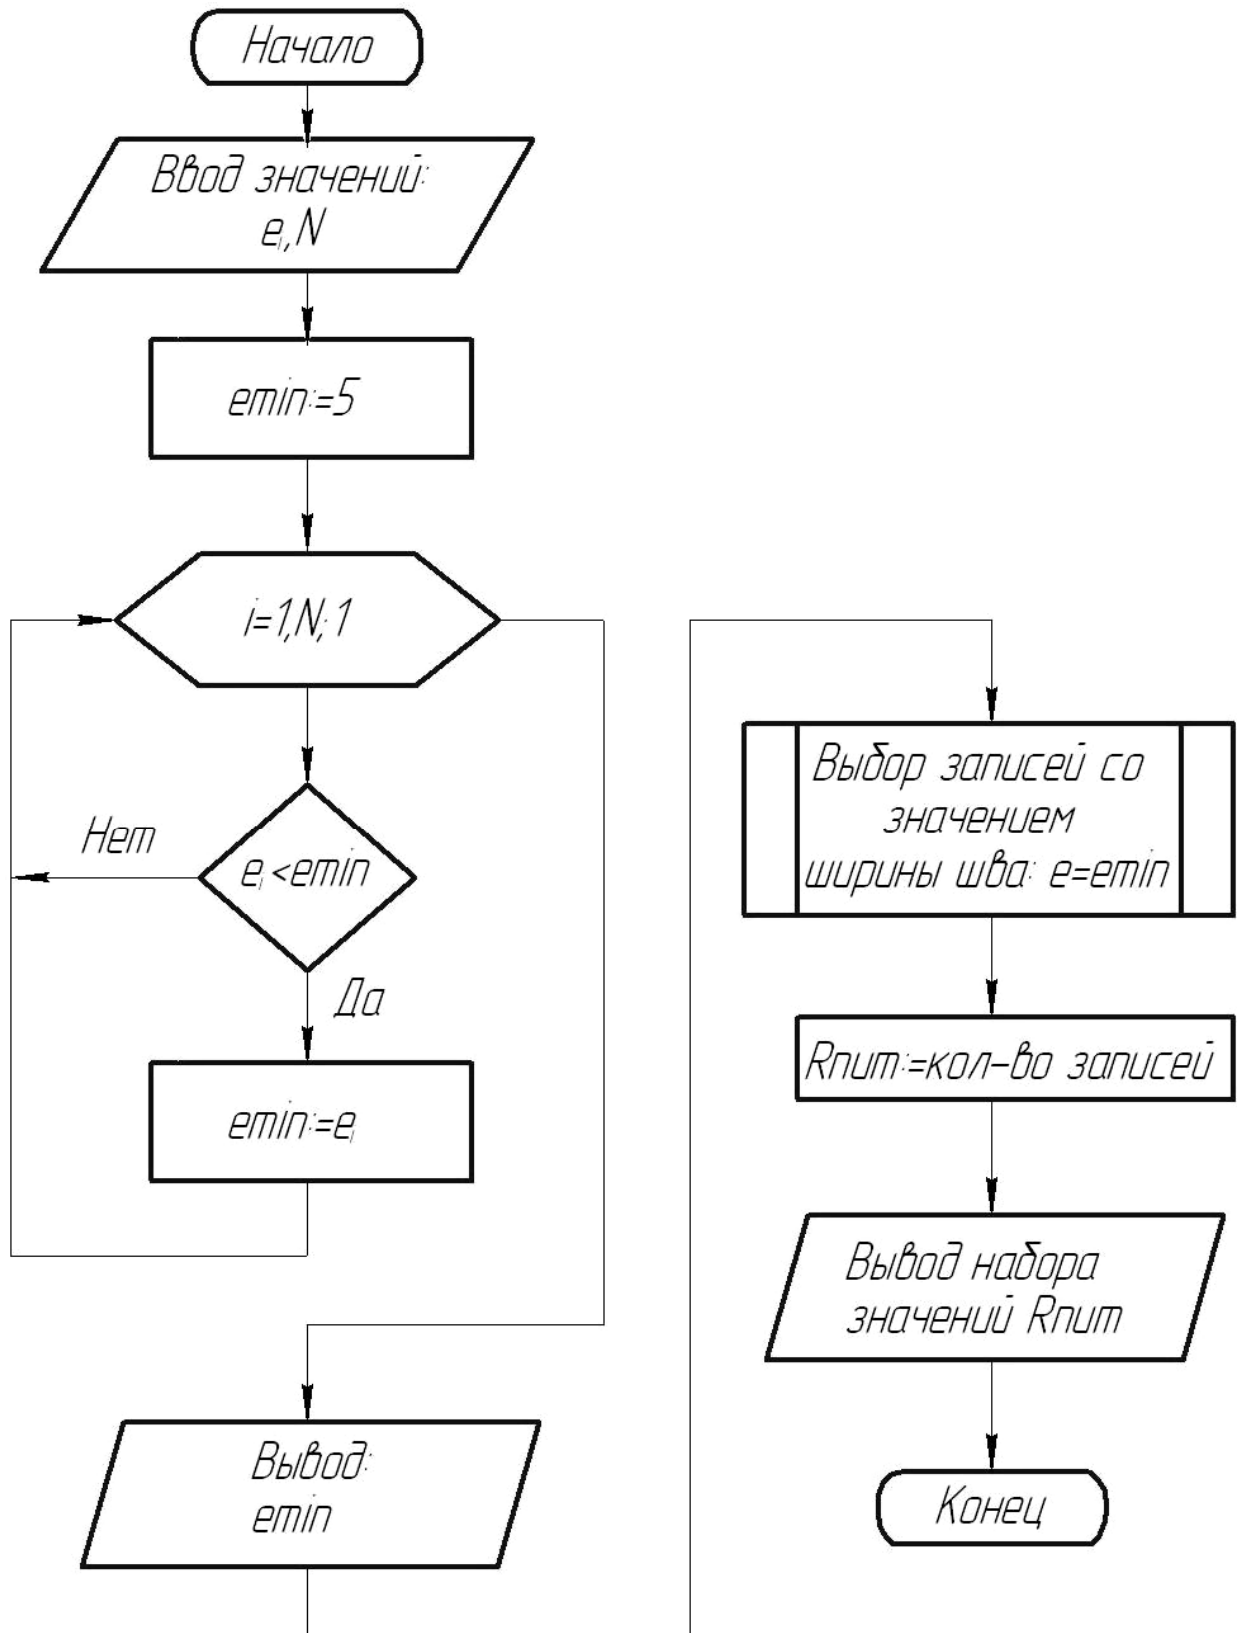 Начало
Ввод значений:
eᵢ,N
emin:=5
i=1,N;1
Нет
eᵢ<emin
Да
emin:=eᵢ
Вывод:
emin
Выбор записей со
значением
ширины шва: e=emin
Rnum:=кол-во записей
Вывод набора
значений Rnum
Конец